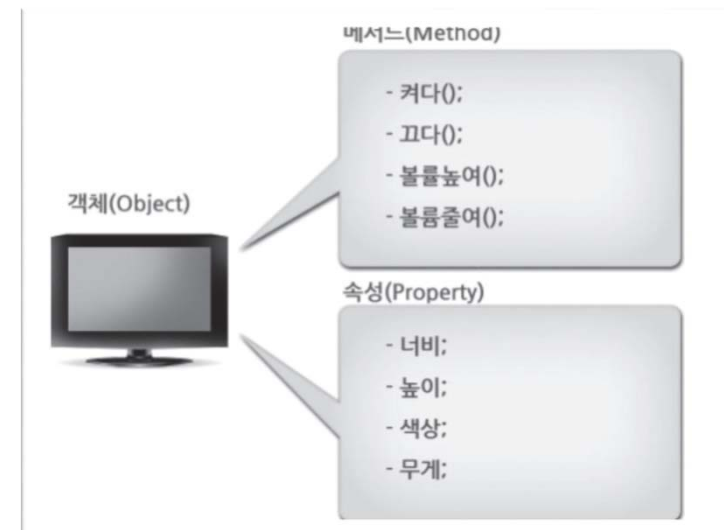 메서드(Method)
- 켜다();
- 끄다();
- 볼륨높여();
- 볼륨줄여();
객체(Object)
속성(Property)
- 너비;
- 높이;
- 색상;
- 무게;